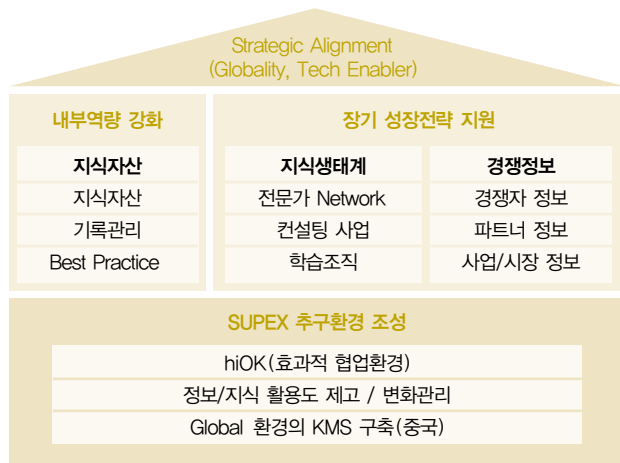 Strategic Alignment
(Globality, Tech Enabler)
내부역량 강화
지식자산
지식자산
기록관리
Best Practice
장기 성장전략 지원
지식생태계
전문가 Network
컨설팅 사업
학습조직
경쟁정보
경쟁자 정보
파트너 정보
사업/시장 정보
SUPEX 추구환경 조성
hiOK(효과적 협업환경)
정보/지식 활용도 제고 / 변화관리
Global 환경의 KMS 구축(중국)